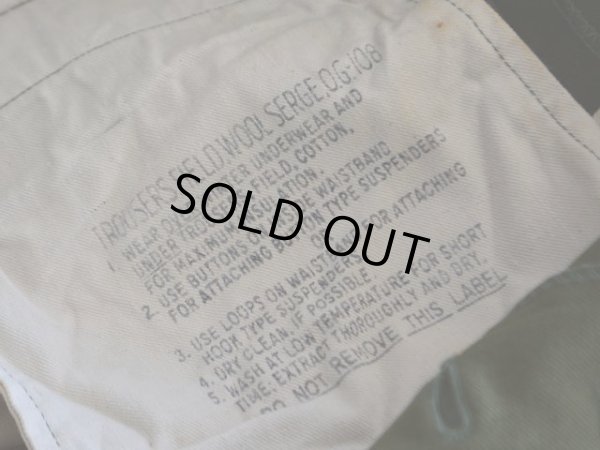 TROUSERS, FIELD, WOOL SERGE, OG-108
1. WEAR OVER UNDERWEAR AND
UNDER TROUSERS, FIELD, COTTON,
FOR MAXIMUM INSULATION.
2. USE BUTTONS ON THE WAISTBAND
FOR ATTACHING BUTTON TYPE SUSPENDERS
OR
3. USE LOOPS ON WAISTBAND FOR ATTACHING
HOOK TYPE SUSPENDERS
4. DRY CLEAN, IF POSSIBLE
5. WASH AT LOW TEMPERATURE FOR SHORT
TIME. EXTRACT THOROUGHLY AND DRY.
DO NOT REMOVE THIS LABEL
SOLD OUT